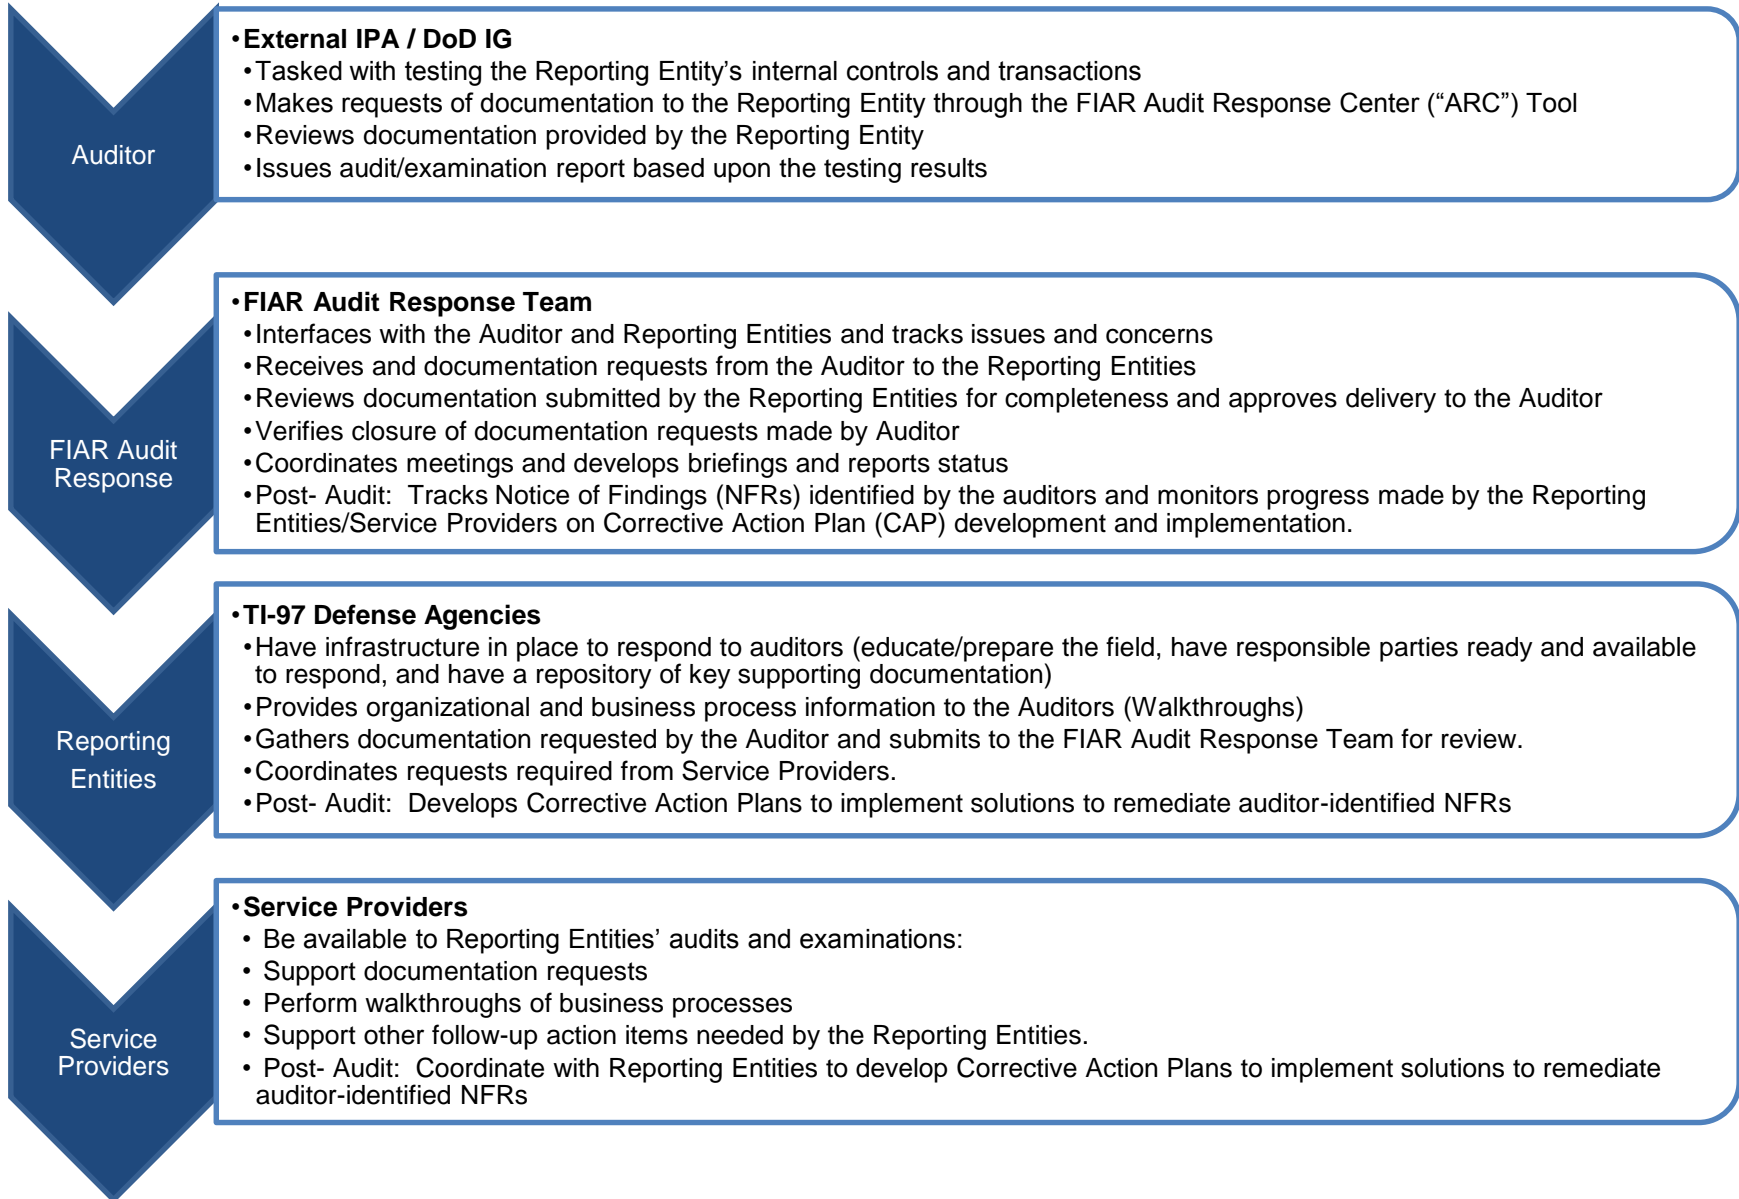 Auditor
•External IPA / DoD IG
•Tasked with testing the Reporting Entity’s internal controls and transactions
•Makes requests of documentation to the Reporting Entity through the FIAR Audit Response Center (“ARC”) Tool
•Reviews documentation provided by the Reporting Entity
•Issues audit/examination report based upon the testing results
FIAR Audit
Response
•FIAR Audit Response Team
•Interfaces with the Auditor and Reporting Entities and tracks issues and concerns
•Receives and documentation requests from the Auditor to the Reporting Entities
•Reviews documentation submitted by the Reporting Entities for completeness and approves delivery to the Auditor
•Verifies closure of documentation requests made by Auditor
•Coordinates meetings and develops briefings and reports status
•Post- Audit:  Tracks Notice of Findings (NFRs) identified by the auditors and monitors progress made by the Reporting
Entities/Service Providers on Corrective Action Plan (CAP) development and implementation.
Reporting
Entities
•TI-97 Defense Agencies
•Have infrastructure in place to respond to auditors (educate/prepare the field, have responsible parties ready and available
to respond, and have a repository of key supporting documentation)
•Provides organizational and business process information to the Auditors (Walkthroughs)
•Gathers documentation requested by the Auditor and submits to the FIAR Audit Response Team for review.
•Coordinates requests required from Service Providers.
•Post- Audit:  Develops Corrective Action Plans to implement solutions to remediate auditor-identified NFRs
Service
Providers
•Service Providers
• Be available to Reporting Entities’ audits and examinations:
• Support documentation requests
• Perform walkthroughs of business processes
• Support other follow-up action items needed by the Reporting Entities.
• Post- Audit:  Coordinate with Reporting Entities to develop Corrective Action Plans to implement solutions to remediate
auditor-identified NFRs